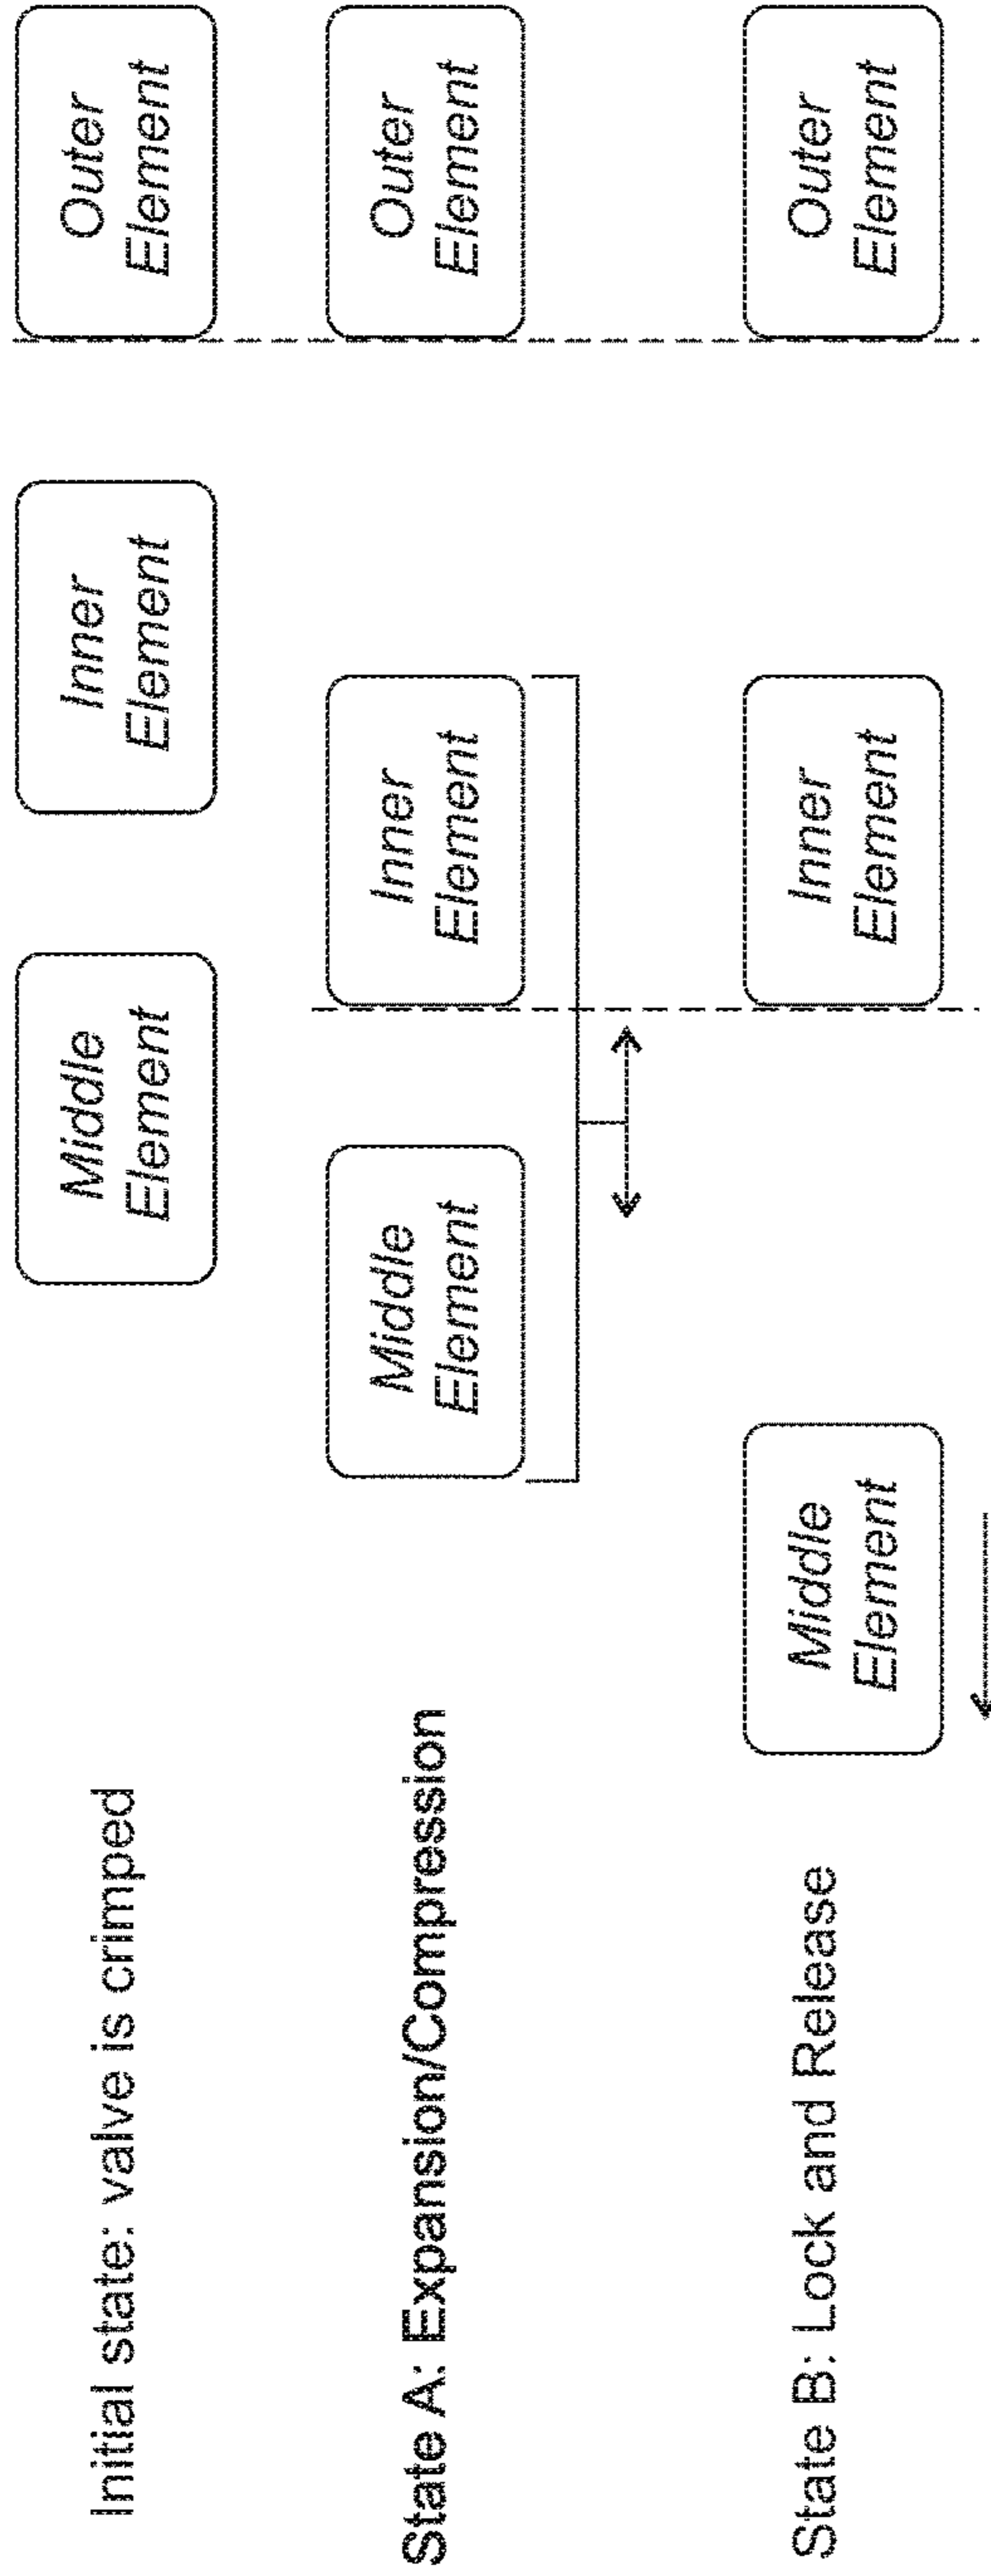 Initial state: valve is crimped
Middle
Element
Inner
Element
Outer
Element
State A: Expansion/Compression
Middle
Element
Inner
Element
Outer
Element
State B: Lock and Release
Middle
Element
Inner
Element
Outer
Element